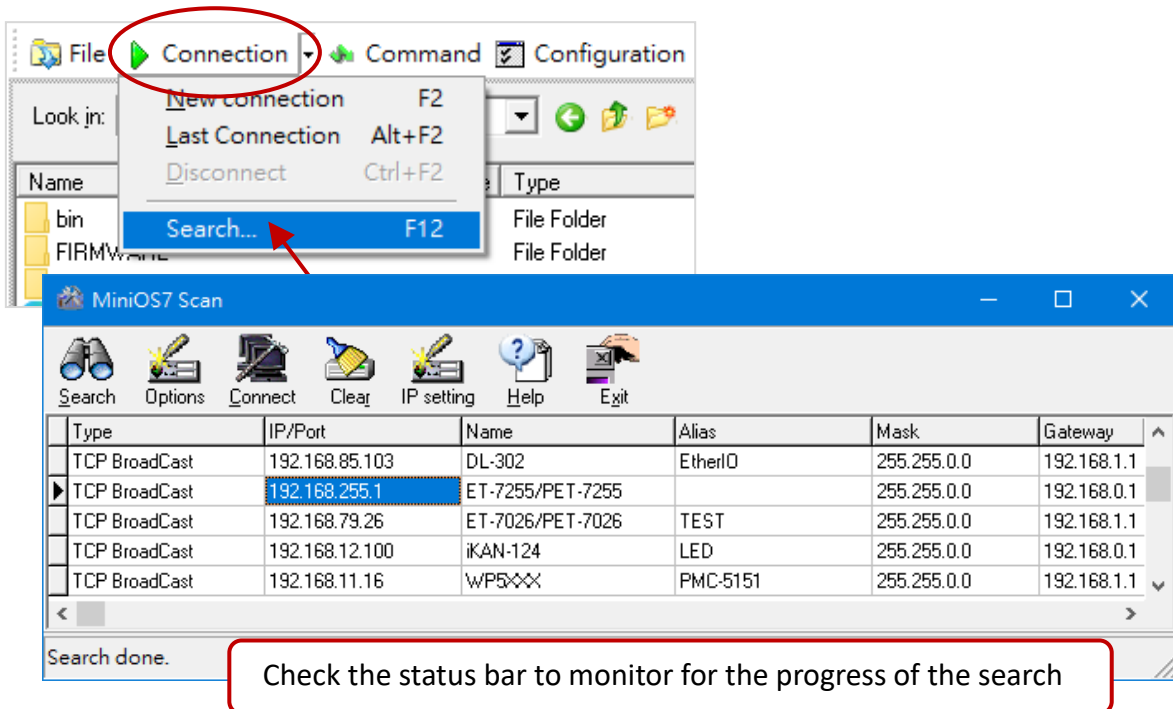 File Connection Command Configuration
New connection F2
Look in:
Last Connection Alt+F2
Disconnect Ctrl+F2
Name Type
bin File Folder
Search... F12
FIRMWARE File Folder
MiniOS7 Scan
Search Options Connect Clear IP setting Help Exit
Type IP/Port Name Alias Mask Gateway
TCP BroadCast 192.168.85.103 DL-302 EtherIO 255.255.0.0 192.168.1.1
TCP BroadCast 192.168.255.1 ET-7255/PET-7255 255.255.0.0 192.168.0.1
TCP BroadCast 192.168.79.26 ET-7026/PET-7026 TEST 255.255.0.0 192.168.1.1
TCP BroadCast 192.168.12.100 iKAN-124 LED 255.255.0.0 192.168.0.1
TCP BroadCast 192.168.11.16 WP5XXX PMC-5151 255.255.0.0 192.168.1.1
Search done.
Check the status bar to monitor for the progress of the search